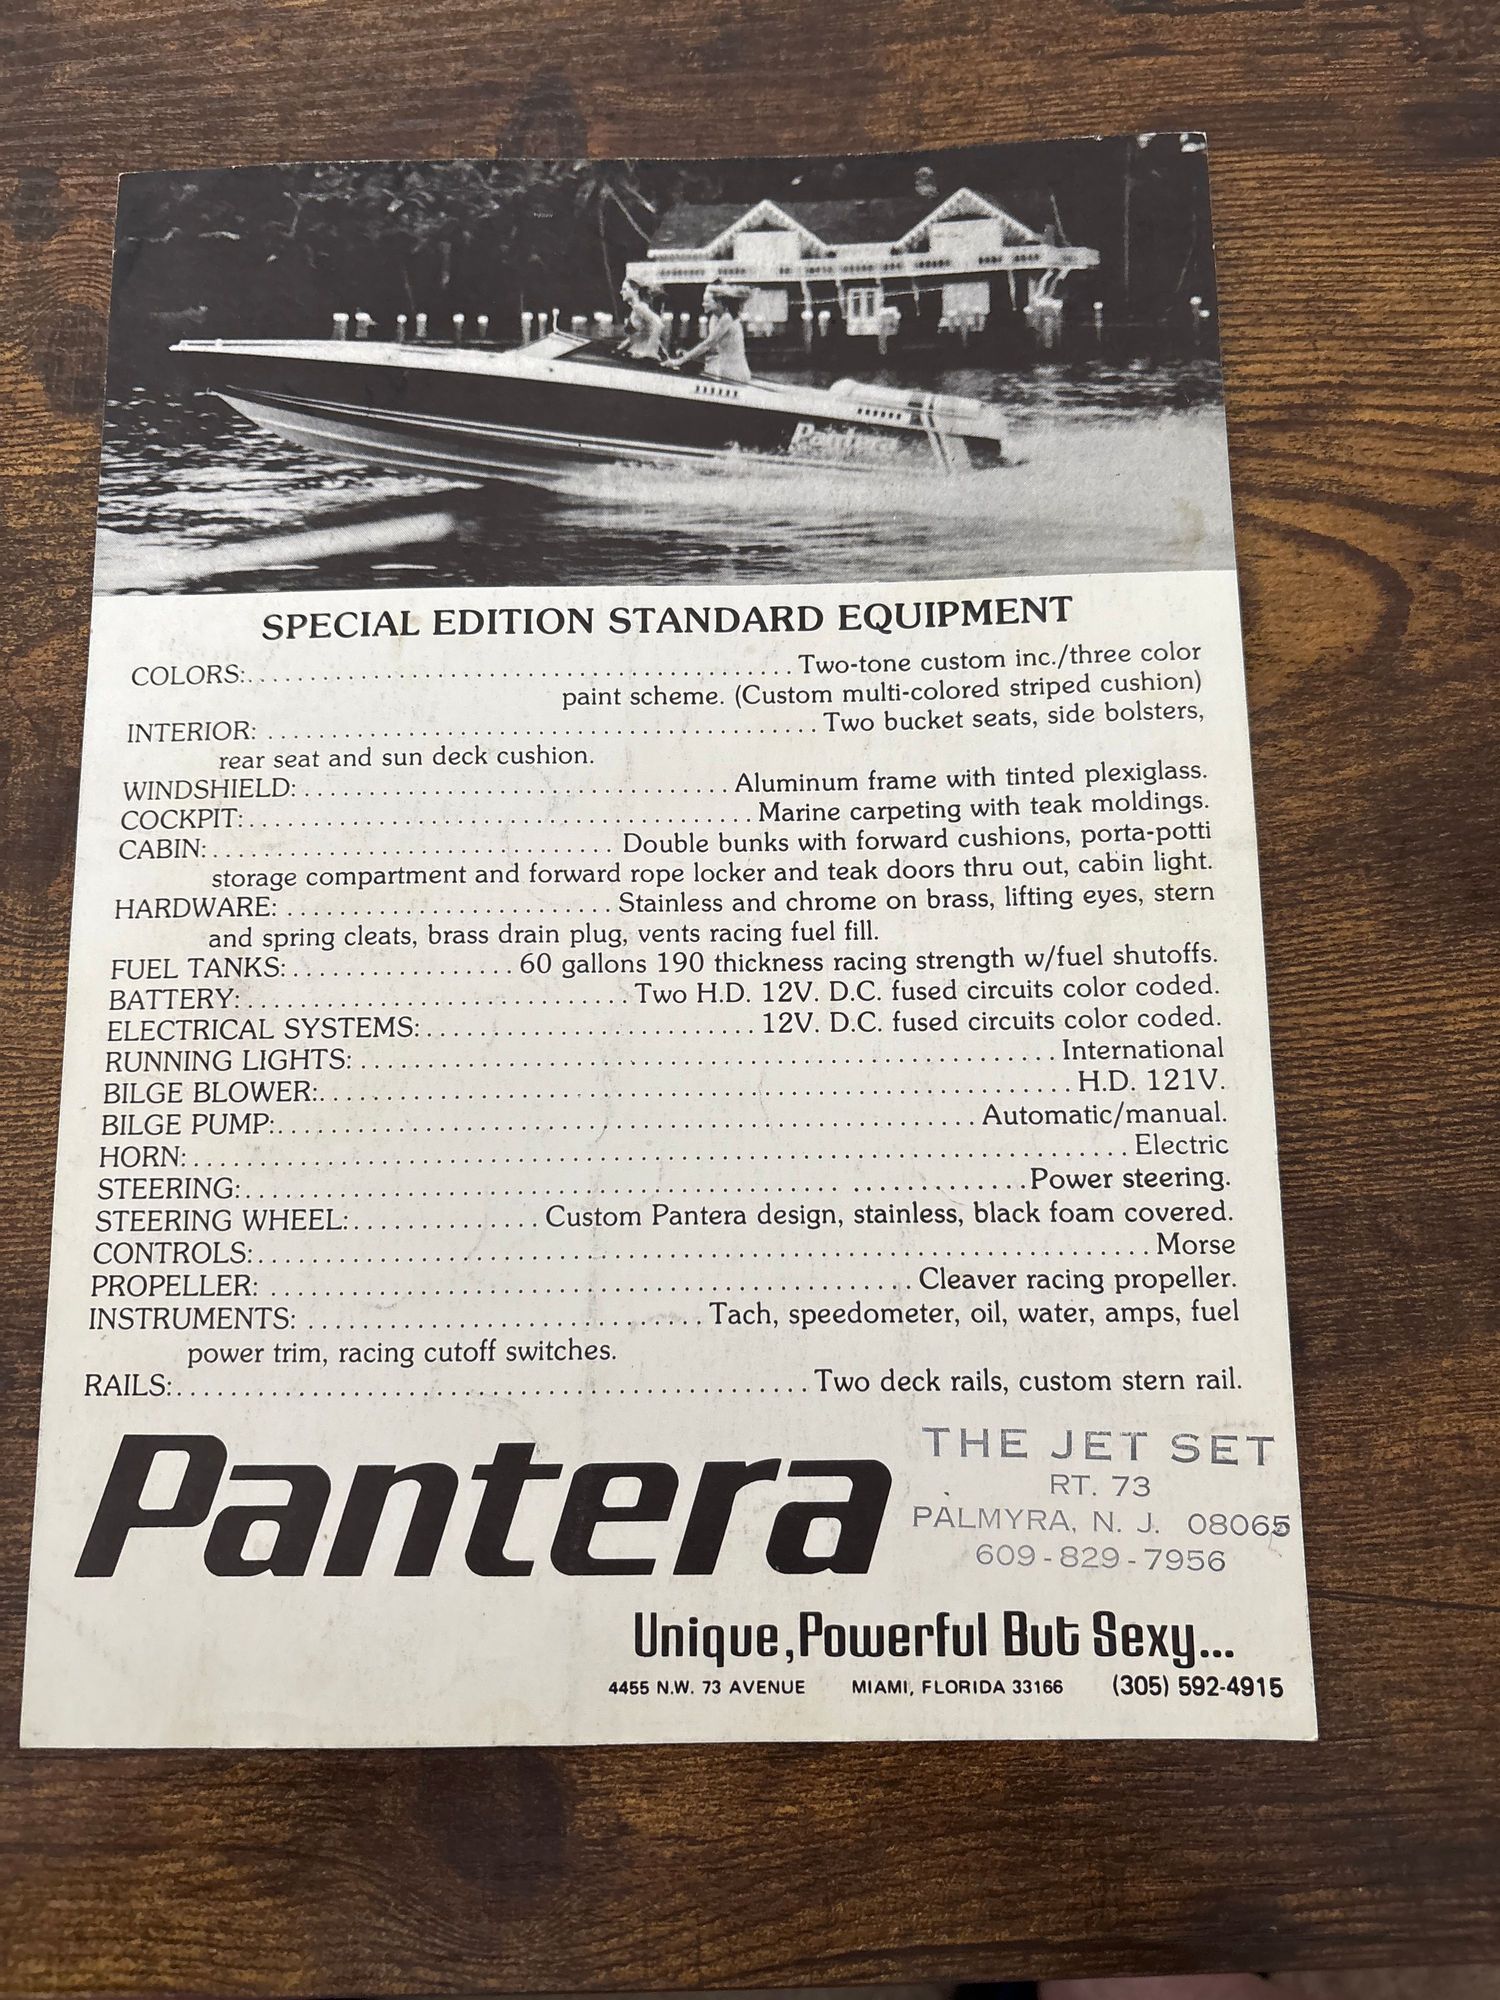 Pantera
SPECIAL EDITION STANDARD EQUIPMENT
COLORS:........................................Two-tone custom inc./three color
paint scheme. (Custom multi-colored striped cushion)
INTERIOR: .........................................Two bucket seats, side bolsters,
rear seat and sun deck cushion.
WINDSHIELD:................................Aluminum frame with tinted plexiglass.
COCKPIT:......................................Marine carpeting with teak moldings.
CABIN:..............................Double bunks with forward cushions, porta-potti
storage compartment and forward rope locker and teak doors thru out, cabin light.
HARDWARE: ........................Stainless and chrome on brass, lifting eyes, stern
and spring cleats, brass drain plug, vents racing fuel fill.
FUEL TANKS:.................60 gallons 190 thickness racing strength w/fuel shutoffs.
BATTERY:.............................Two H.D. 12V. D.C. fused circuits color coded.
ELECTRICAL SYSTEMS:.........................12V. D.C. fused circuits color coded.
RUNNING LIGHTS:....................................................International
BILGE BLOWER:........................................................H.D. 121V.
BILGE PUMP:....................................................Automatic/manual.
HORN:......................................................................Electric
STEERING:..........................................................Power steering.
STEERING WHEEL:..............Custom Pantera design, stainless, black foam covered.
CONTROLS:..................................................................Morse
PROPELLER: ................................................Cleaver racing propeller.
INSTRUMENTS: ..............................Tach, speedometer, oil, water, amps, fuel
power trim, racing cutoff switches.
RAILS:...............................................Two deck rails, custom stern rail.
Pantera
THE JET SET
RT. 73
PALMYRA, N. J. 08065
609-829-7956
Unique, Powerful But Sexy...
4455 N.W. 73 AVENUE MIAMI, FLORIDA 33166 (305) 592-4915